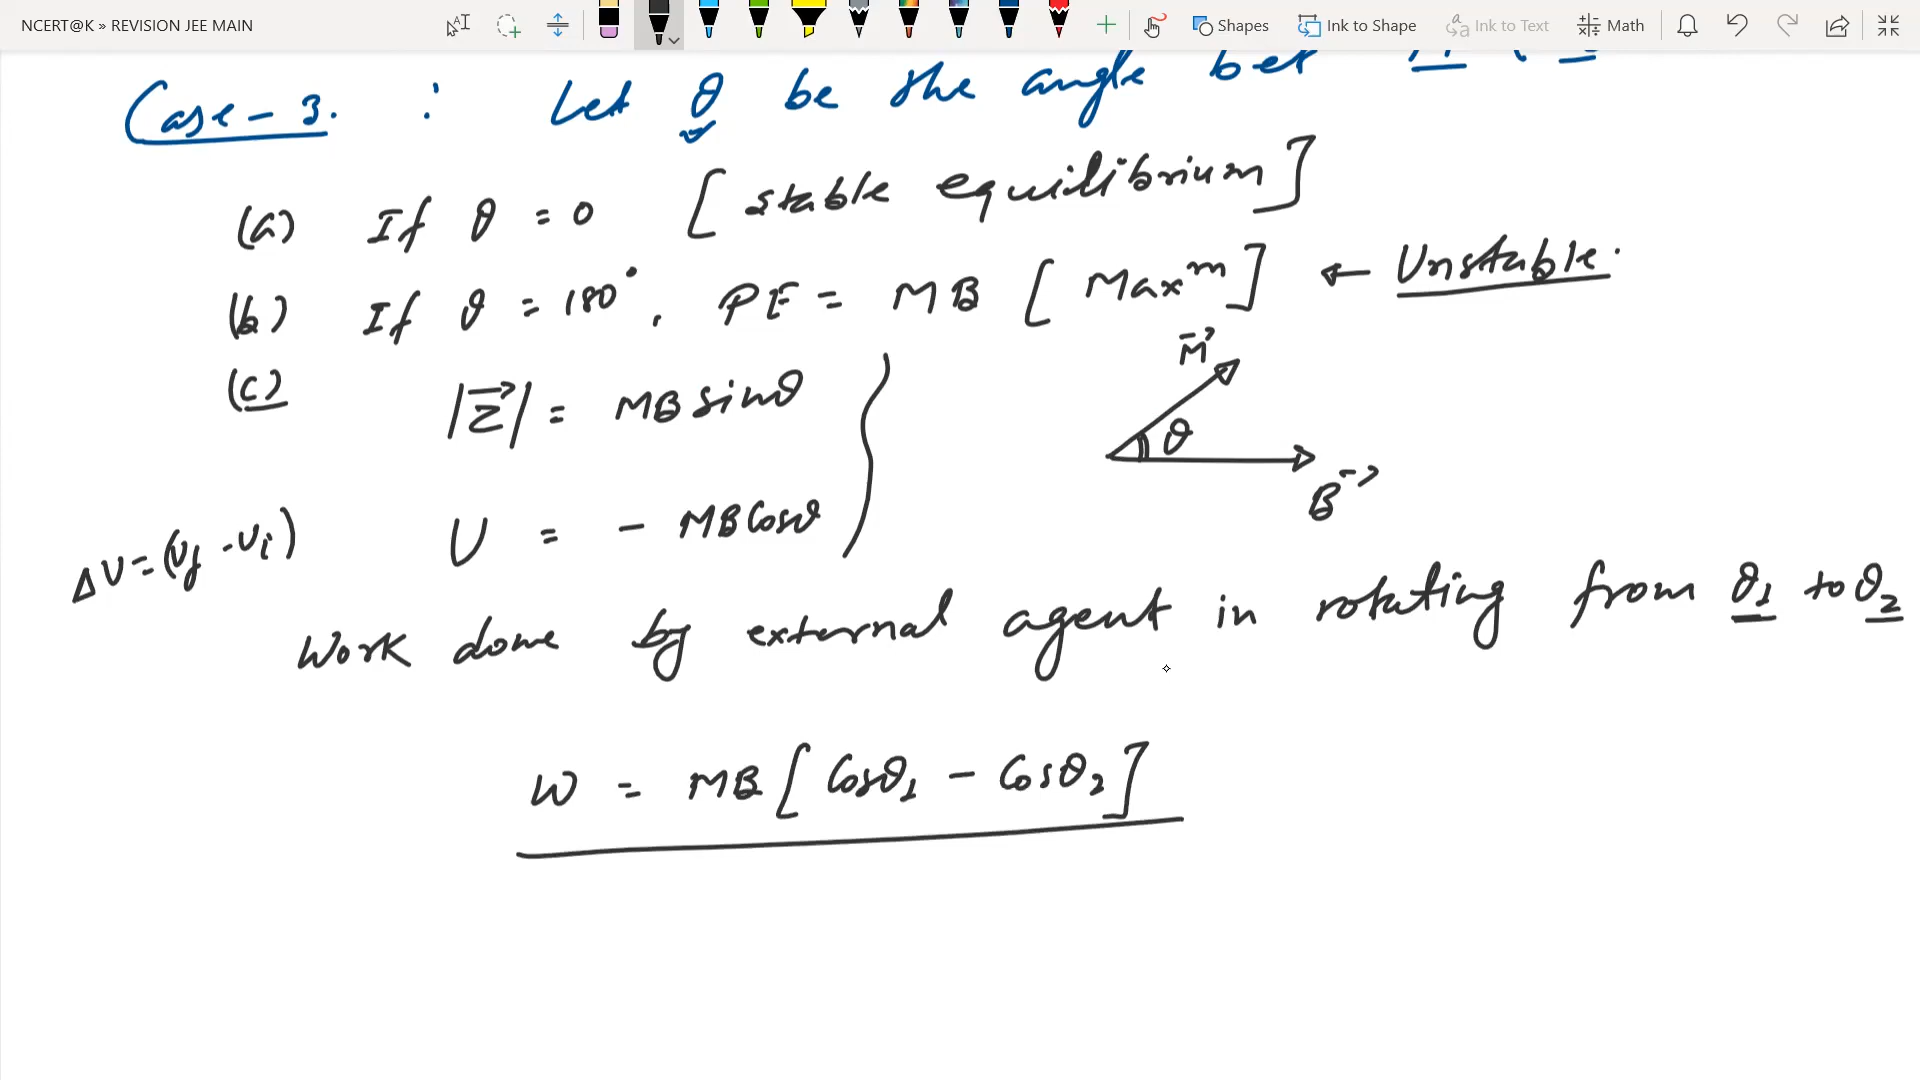 NCERT@K » REVISION JEE MAIN
Shapes Ink to Shape Ink to Text Math
Case - 3. : Let θ be the angle bet
(a) If θ = 0 [stable equilibrium]
(b) If θ = 180°, PE = MB [Maxᵐ] ← Unstable.
(c) |τ⃗| = MB sinθ
M⃗
θ
B⃗
U = - MB Cosθ
ΔU = (Uf - Ui)
Work done by external agent in rotating from θ1 to θ2
W = MB [Cosθ1 - Cosθ2]